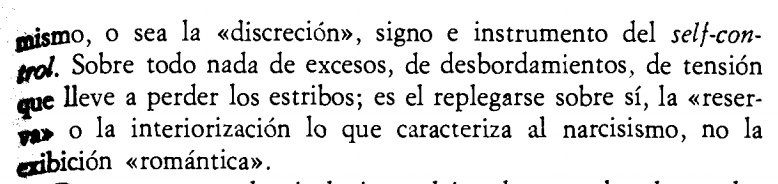 mismo, o sea la «discreción», signo e instrumento del self-con-
trol. Sobre todo nada de excesos, de desbordamientos, de tensión
que lleve a perder los estribos; es el replegarse sobre sí, la «reser-
va» o la interiorización lo que caracteriza al narcisismo, no la
exibición «romántica».